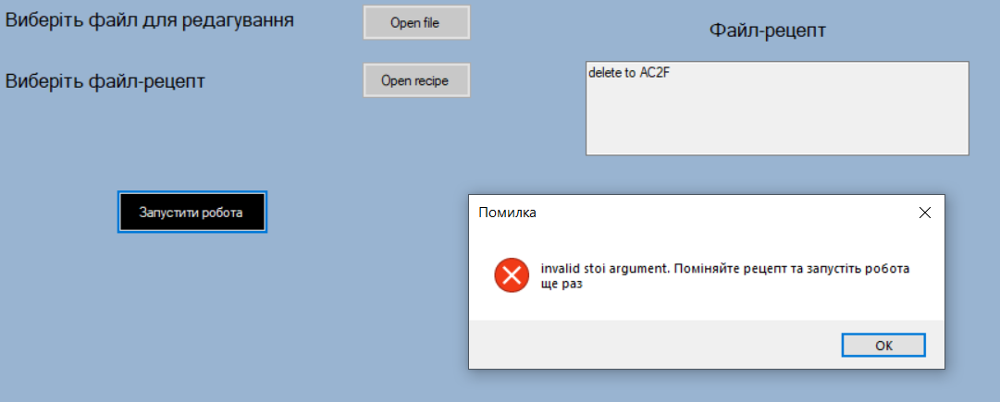 Виберіть файл для редагування
Open file
Файл-рецепт
Виберіть файл-рецепт
Open recipe
delete to AC2F
Запустити робота
Помилка
invalid stoi argument. Поміняйте рецепт та запустіть робота
ще раз
OK